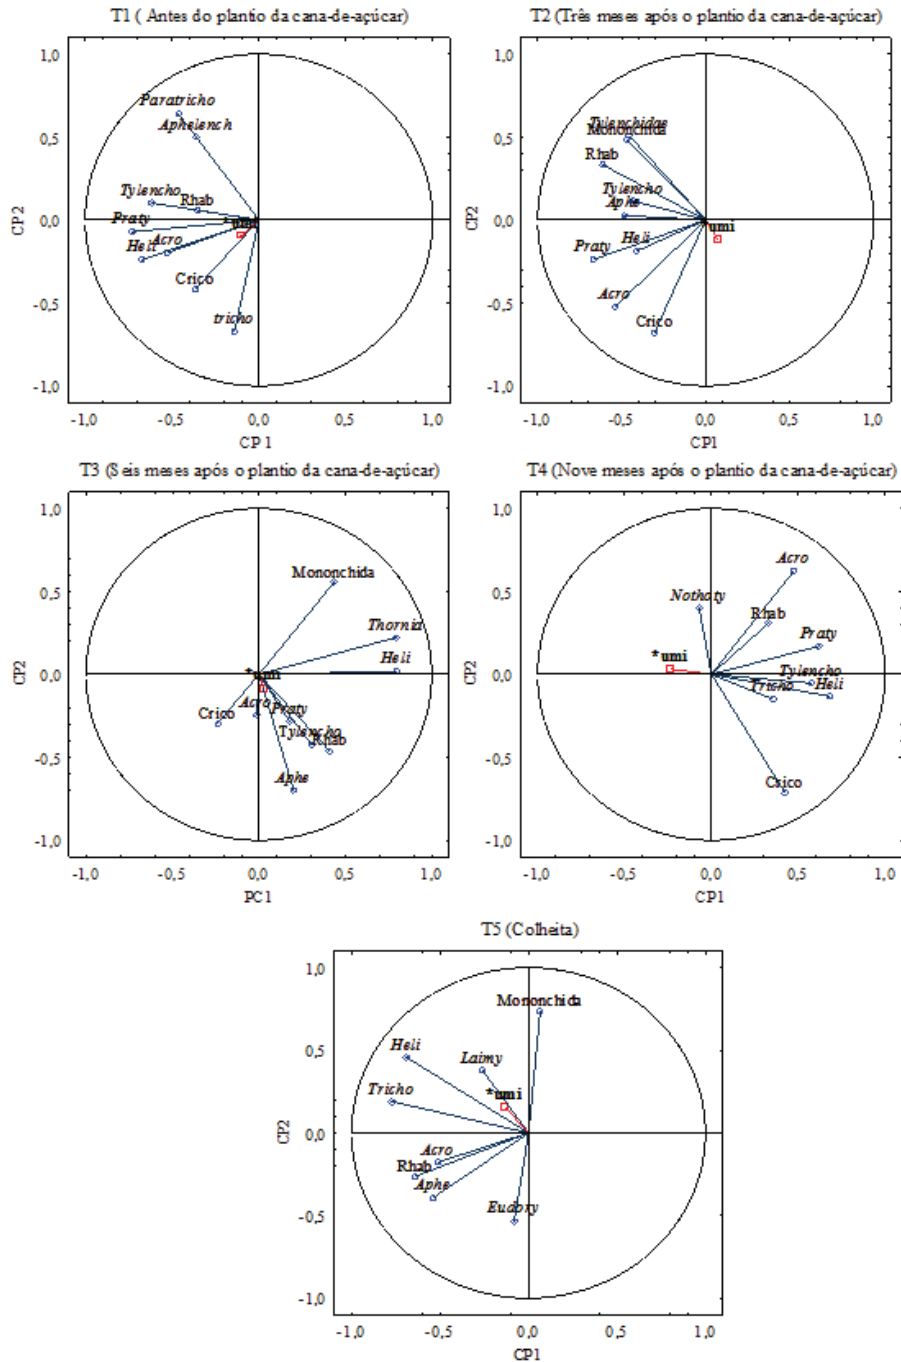 T1 ( Antes do plantio da cana-de-açúcar)
1,0
0,5
0,0
-0,5
-1,0
CP2
Paratricho
Aphelench
Tylencho
Rhab
*umi
Praty
Heli
Acro
Crico
tricho
-1,0 -0,5 0,0 0,5 1,0
CP1
T2 (Três meses após o plantio da cana-de-açúcar)
1,0
0,5
0,0
-0,5
-1,0
CP2
Tylenchidae
Mononchida
Rhab
Tylencho
Aphe
*umi
Praty
Heli
Acro
Crico
-1,0 -0,5 0,0 0,5 1,0
CP1
T3 (Seis meses após o plantio da cana-de-açúcar)
1,0
0,5
0,0
-0,5
-1,0
CP2
Mononchida
Thornia
Heli
*umi
Crico
Acro
Praty
Tylencho
Rhab
Aphe
-1,0 -0,5 0,0 0,5 1,0
PC1
T4 (Nove meses após o plantio da cana-de-açúcar)
1,0
0,5
0,0
-0,5
-1,0
CP2
Acro
Nothoty
Rhab
Praty
*umi
Tylencho
Tricho
Heli
Crico
-1,0 -0,5 0,0 0,5 1,0
CP1
T5 (Colheita)
1,0
0,5
0,0
-0,5
-1,0
CP2
Mononchida
Heli
Laimy
Tricho
*umi
Acro
Rhab
Aphe
Eudory
-1,0 -0,5 0,0 0,5 1,0
CP1